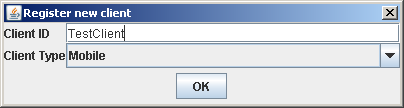 Register new client
Client ID TestClient
Client Type Mobile
OK